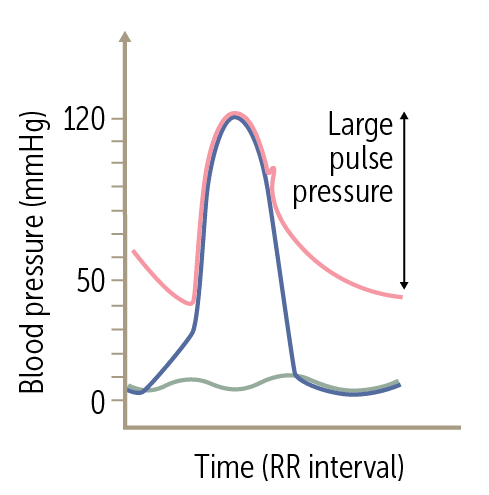 Blood pressure (mmHg)
120
50
0
Large
pulse
pressure
Time (RR interval)